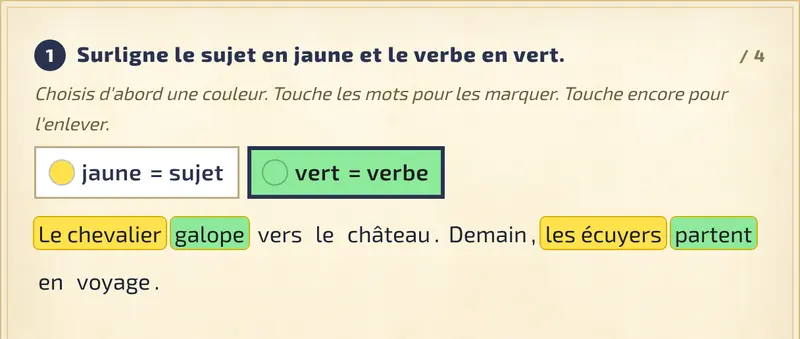 1 Surligne le sujet en jaune et le verbe en vert. / 4
Choisis d'abord une couleur. Touche les mots pour les marquer. Touche encore pour
l'enlever.
jaune = sujet vert = verbe
Le chevalier galope vers le château. Demain, les écuyers partent
en voyage.